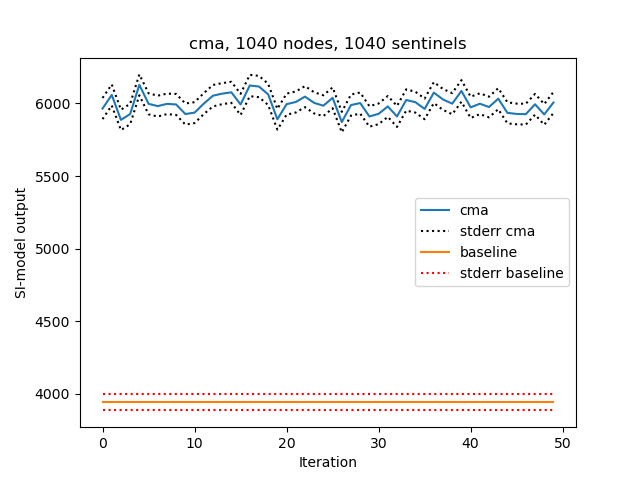 cma, 1040 nodes, 1040 sentinels
SI-model output
6000
5500
5000
4500
4000
cma
stderr cma
baseline
stderr baseline
0 10 20 30 40 50
Iteration